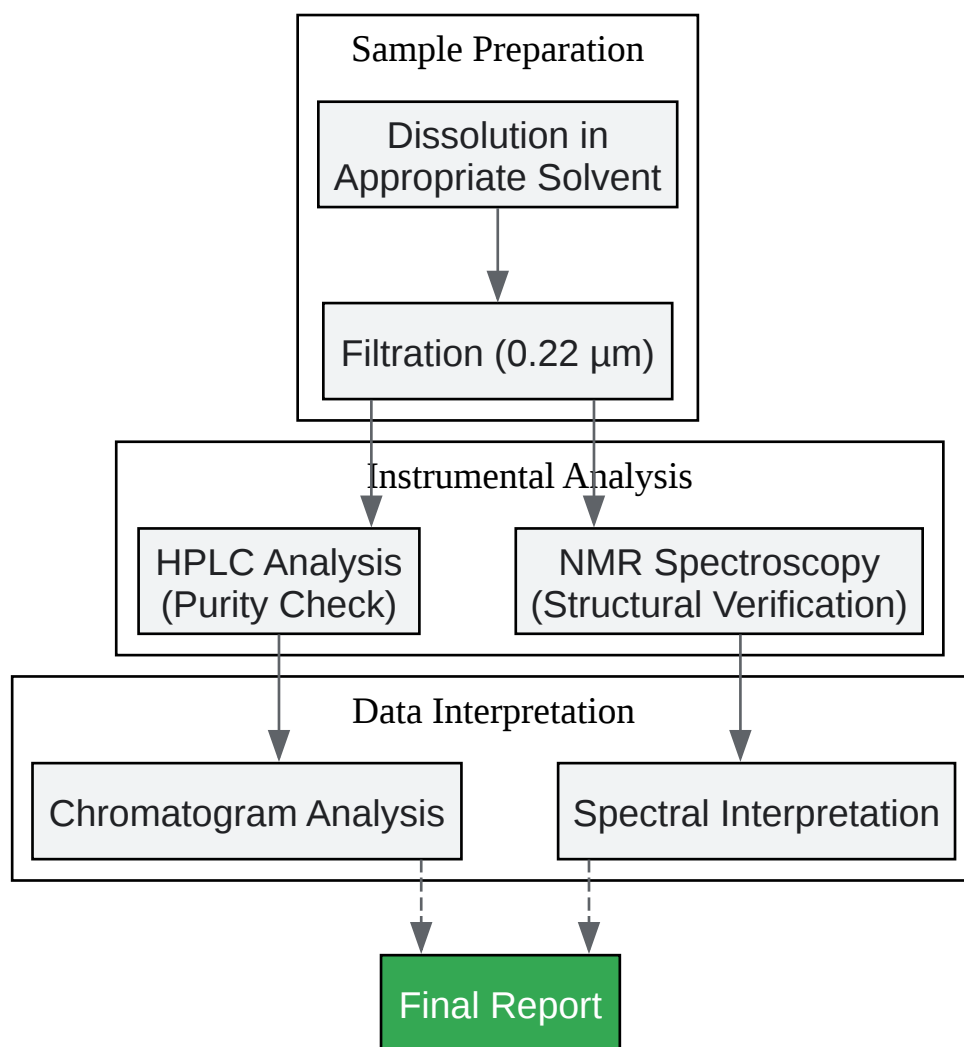 Sample Preparation
Dissolution in
Appropriate Solvent
Filtration (0.22 µm)
Instrumental Analysis
HPLC Analysis
(Purity Check)
NMR Spectroscopy
(Structural Verification)
Data Interpretation
Chromatogram Analysis
Spectral Interpretation
Final Report